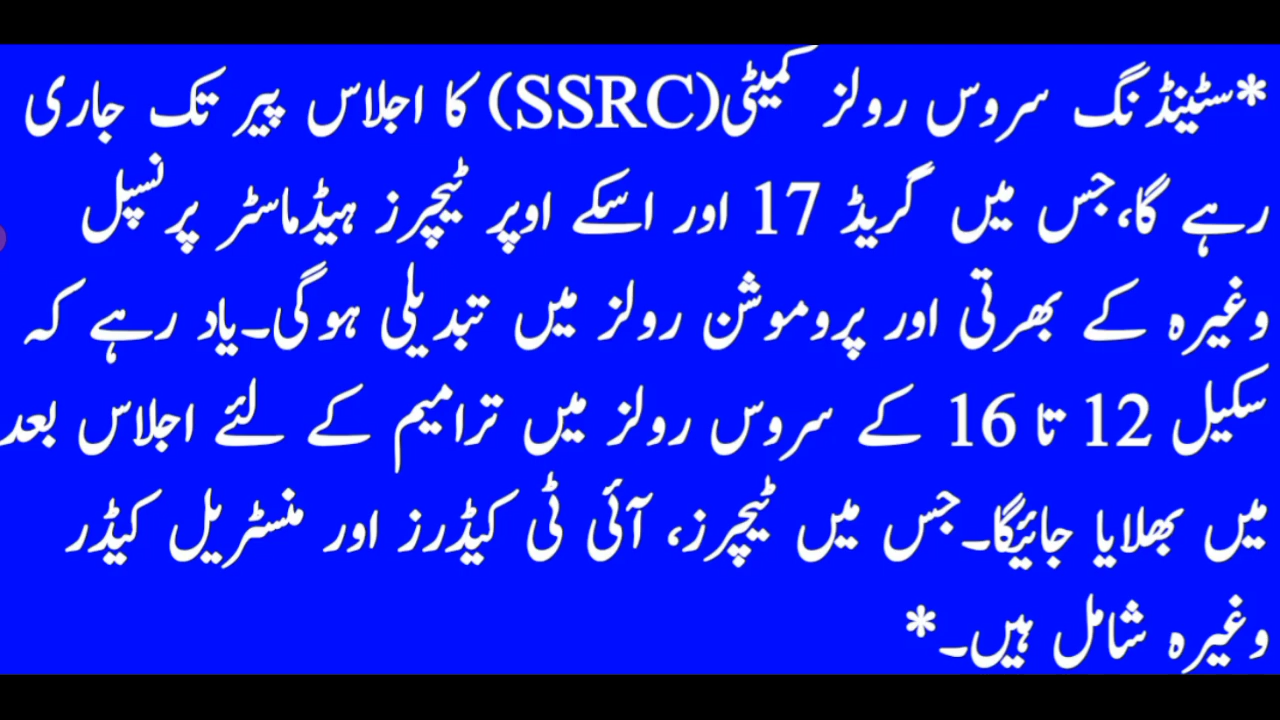 *سٹینڈنگ سروس رولز کمیٹی(SSRC) کا اجلاس پیر تک جاری
رہے گا،جس میں گریڈ 17 اور اسکے اوپر ٹیچرز ہیڈماسٹر پرنسپل
وغیرہ کے بھرتی اور پروموشن رولز میں تبدیلی ہوگی۔یاد رہے کہ
سکیل 12 تا 16 کے سروس رولز میں ترامیم کے لئے اجلاس بعد
میں بھلایا جائیگا۔جس میں ٹیچرز، آئی ٹی کیڈرز اور منسٹریل کیڈر
وغیرہ شامل ہیں۔*